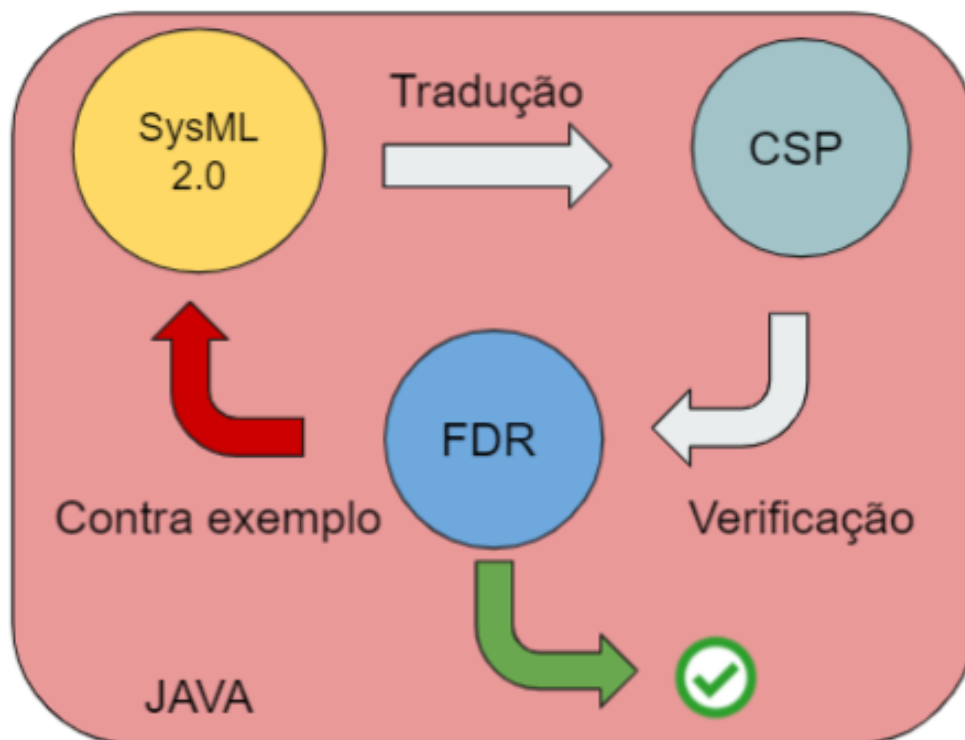 SysML
2.0
Tradução
CSP
FDR
Contra exemplo
Verificação
JAVA